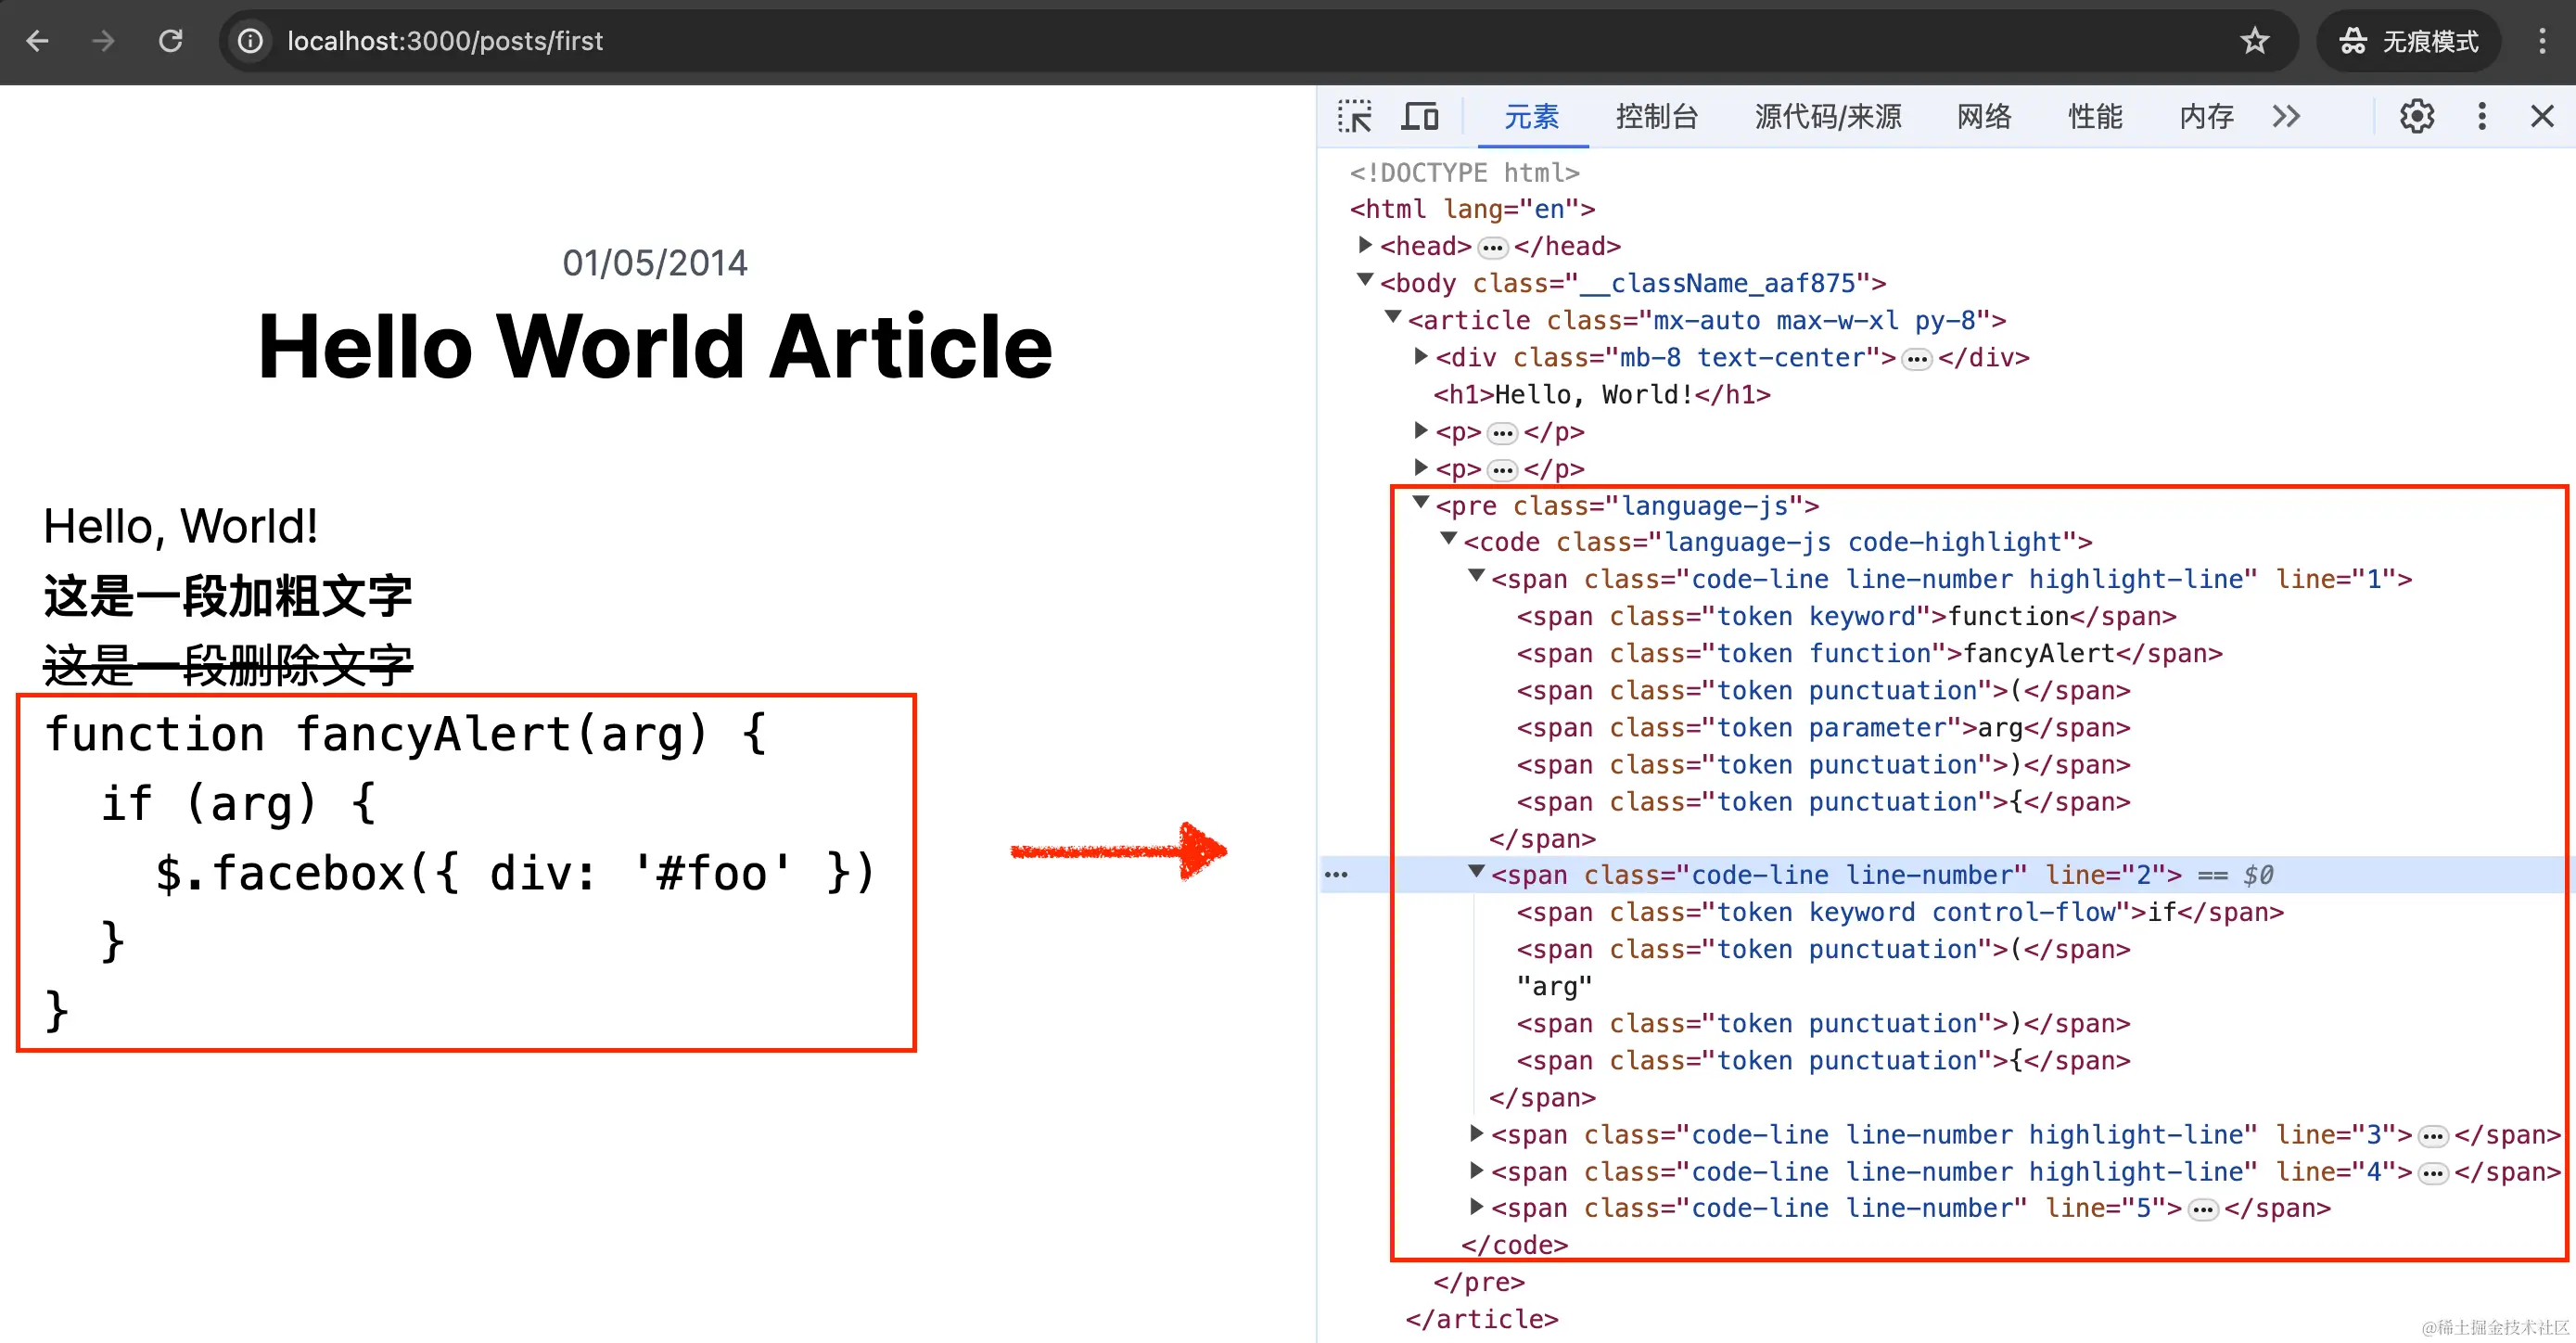 localhost:3000/posts/first
无痕模式
01/05/2014
Hello World Article
Hello, World!
这是一段加粗文字
这是一段删除文字
function fancyAlert(arg) {
  if (arg) {
    $.facebox({ div: '#foo' })
  }
}
元素 控制台 源代码/来源 网络 性能 内存
<!DOCTYPE html>
<html lang="en">
<head>…</head>
<body class="__className_aaf875">
<article class="mx-auto max-w-xl py-8">
<div class="mb-8 text-center">…</div>
<h1>Hello, World!</h1>
<p>…</p>
<p>…</p>
<pre class="language-js">
<code class="language-js code-highlight">
<span class="code-line line-number highlight-line" line="1">
<span class="token keyword">function</span>
<span class="token function">fancyAlert</span>
<span class="token punctuation">(</span>
<span class="token parameter">arg</span>
<span class="token punctuation">)</span>
<span class="token punctuation">{</span>
</span>
<span class="code-line line-number" line="2"> == $0
<span class="token keyword control-flow">if</span>
<span class="token punctuation">(</span>
"arg"
<span class="token punctuation">)</span>
<span class="token punctuation">{</span>
</span>
<span class="code-line line-number highlight-line" line="3">…</span>
<span class="code-line line-number highlight-line" line="4">…</span>
<span class="code-line line-number" line="5">…</span>
</code>
</pre>
</article>
@稀土掘金技术社区